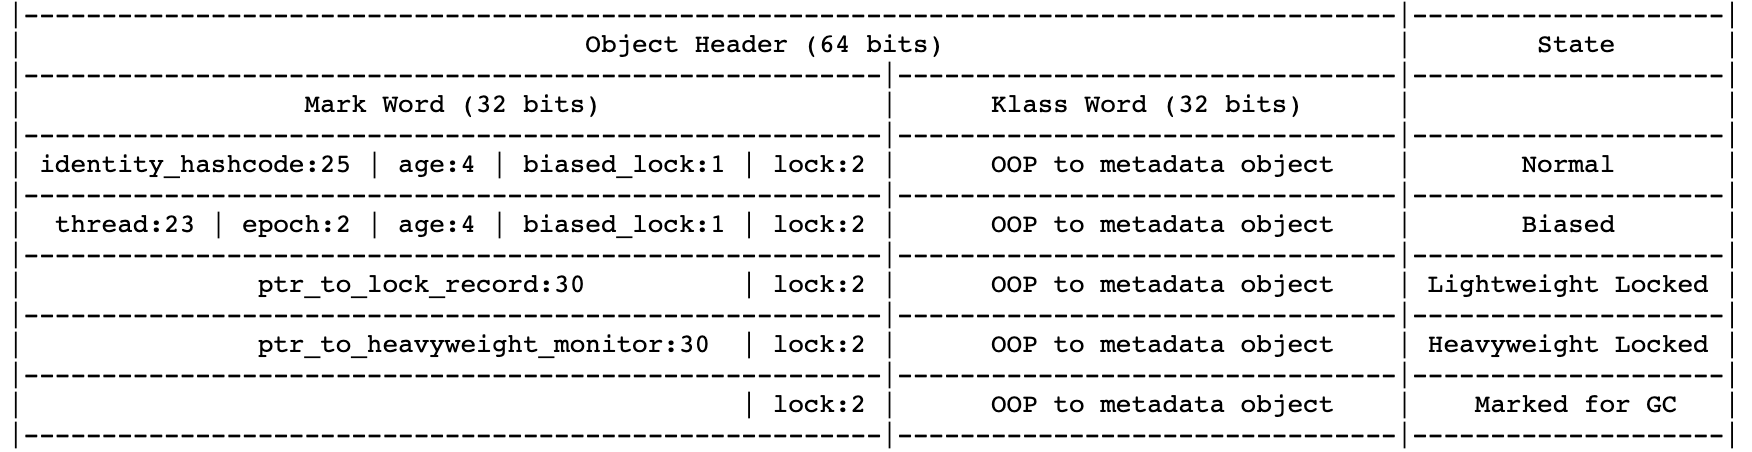 |--------------------------------------------------------------------------------------|--------------------|
| Object Header (64 bits) | State |
|-------------------------------------------------------|------------------------------|--------------------|
| Mark Word (32 bits) | Klass Word (32 bits) | |
|-------------------------------------------------------|------------------------------|--------------------|
| identity_hashcode:25 | age:4 | biased_lock:1 | lock:2 | OOP to metadata object | Normal |
|-------------------------------------------------------|------------------------------|--------------------|
| thread:23 | epoch:2 | age:4 | biased_lock:1 | lock:2 | OOP to metadata object | Biased |
|-------------------------------------------------------|------------------------------|--------------------|
| ptr_to_lock_record:30 | lock:2 | OOP to metadata object | Lightweight Locked |
|-------------------------------------------------------|------------------------------|--------------------|
| ptr_to_heavyweight_monitor:30 | lock:2 | OOP to metadata object | Heavyweight Locked |
|-------------------------------------------------------|------------------------------|--------------------|
| | lock:2 | OOP to metadata object | Marked for GC |
|-------------------------------------------------------|------------------------------|--------------------|